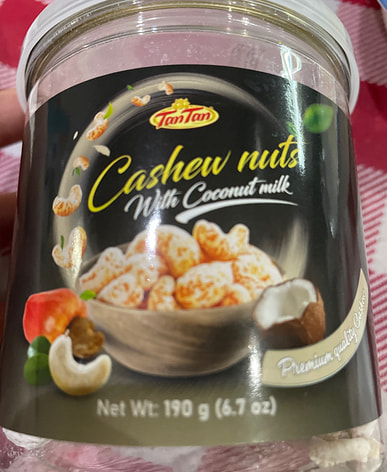 TanTan
Cashew nuts
With Coconut milk
Premium quality
Net Wt: 190 g (6.7 oz)